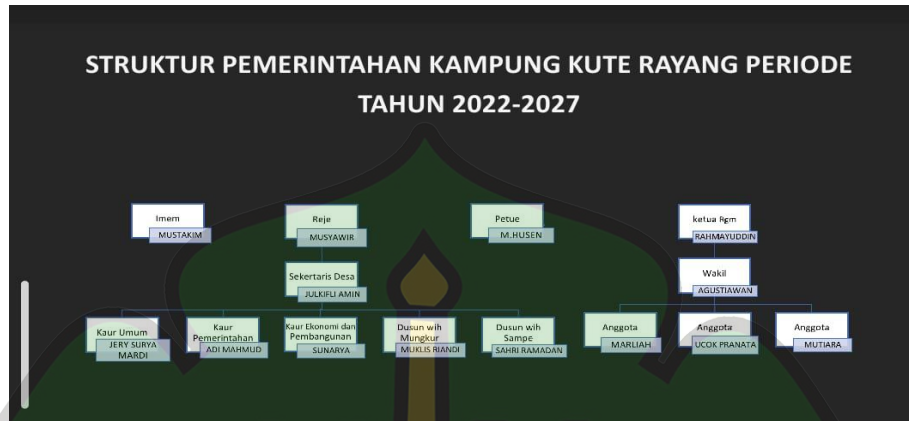 STRUKTUR PEMERINTAHAN KAMPUNG KUTE RAYANG PERIODE
TAHUN 2022-2027
Imem
MUSTAKIM
Reje
MUSYAWIR
Petue
M.HUSEN
ketua Rgm
RAHMAYUDDIN
Sekertaris Desa
JULKIFLI AMIN
Wakil
AGUSTIAWAN
Kaur Umum
JERY SURYA
MARDI
Kaur
Pemerintahan
ADI MAHMUD
Kaur Ekonomi dan
Pembangunan
SUNARYA
Dusun wih
Mungkur
MUKLIS RIANDI
Dusun wih
Sampe
SAHRI RAMADAN
Anggota
MARLIAH
Anggota
UCOK PRANATA
Anggota
MUTIARA